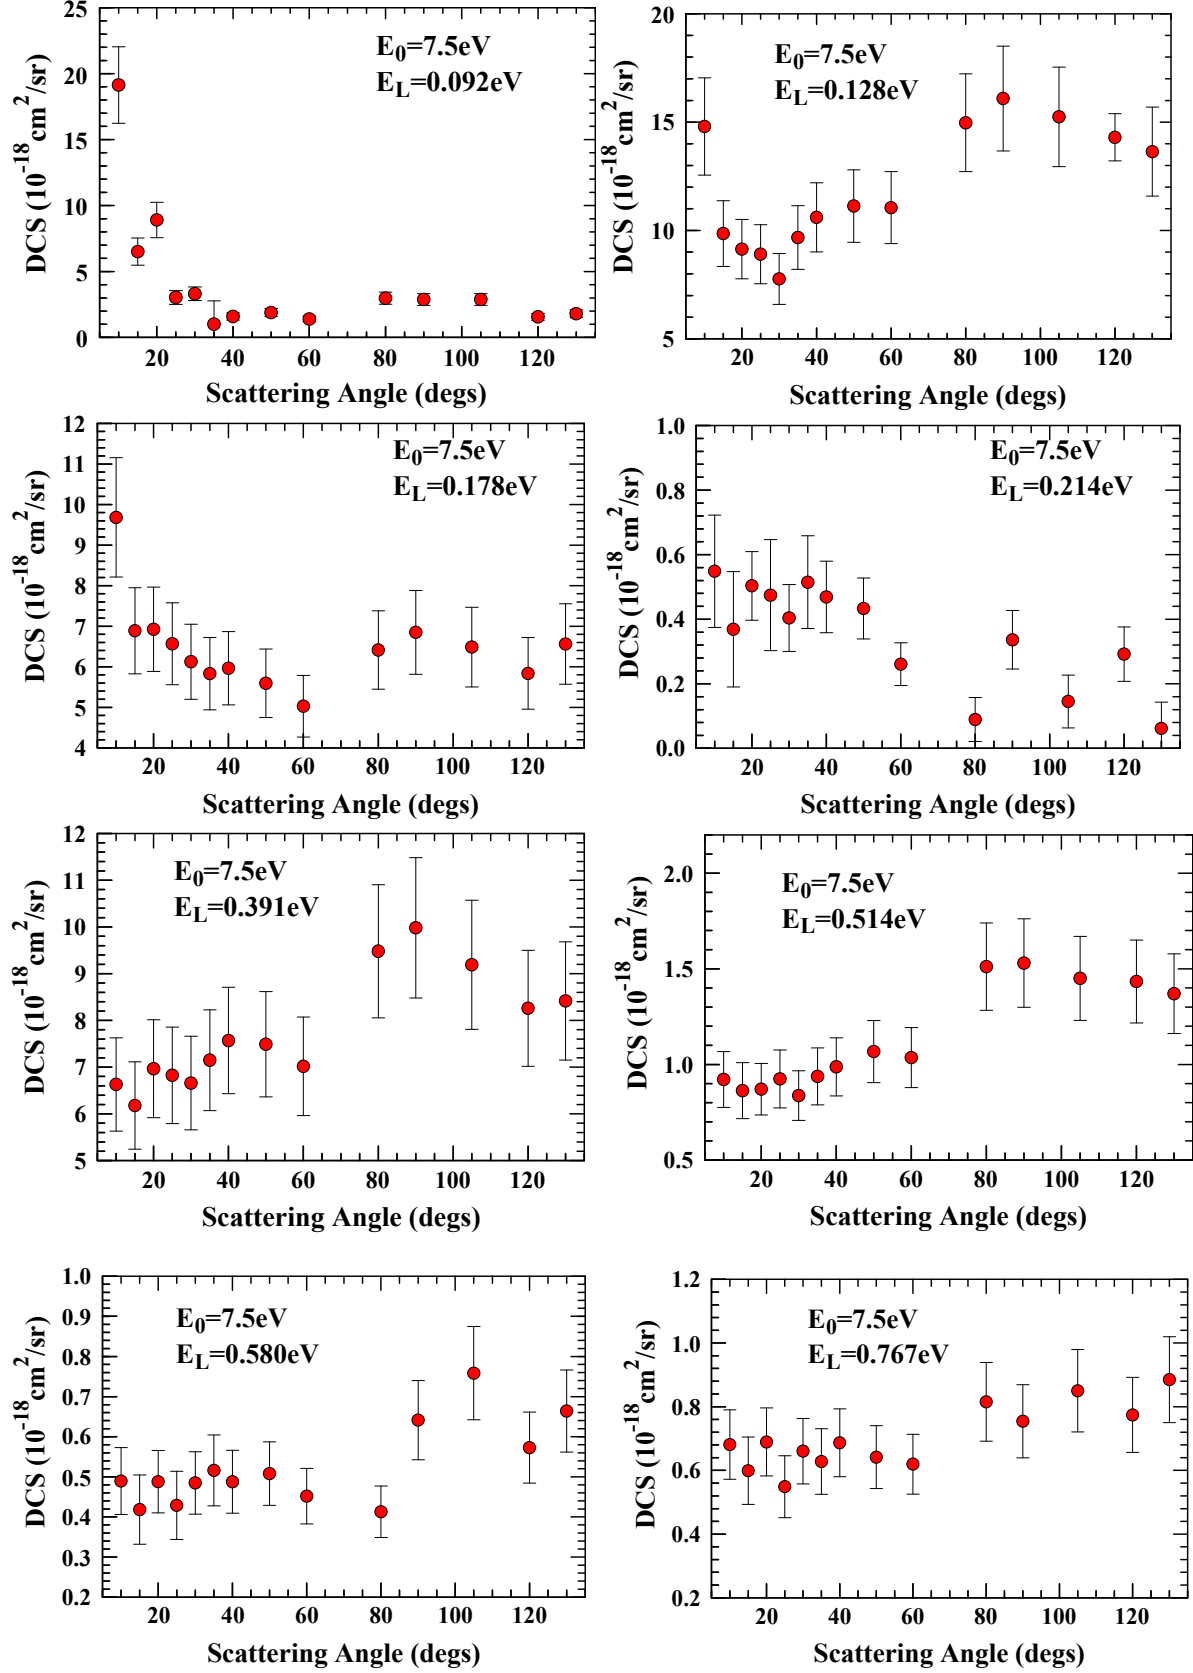 E0=7.5eV
EL=0.092eV
DCS (10-18cm2/sr)
25
20
15
10
5
0
20 40 60 80 100 120
Scattering Angle (degs)
E0=7.5eV
EL=0.128eV
DCS (10-18cm2/sr)
20
15
10
5
20 40 60 80 100 120
Scattering Angle (degs)
E0=7.5eV
EL=0.178eV
DCS (10-18cm2/sr)
12
11
10
9
8
7
6
5
4
20 40 60 80 100 120
Scattering Angle (degs)
E0=7.5eV
EL=0.214eV
DCS (10-18cm2/sr)
1.0
0.8
0.6
0.4
0.2
0.0
20 40 60 80 100 120
Scattering Angle (degs)
E0=7.5eV
EL=0.391eV
DCS (10-18cm2/sr)
12
11
10
9
8
7
6
5
20 40 60 80 100 120
Scattering Angle (degs)
E0=7.5eV
EL=0.514eV
DCS (10-18cm2/sr)
2.0
1.5
1.0
0.5
20 40 60 80 100 120
Scattering Angle (degs)
E0=7.5eV
EL=0.580eV
DCS (10-18cm2/sr)
1.0
0.9
0.8
0.7
0.6
0.5
0.4
0.3
0.2
20 40 60 80 100 120
Scattering Angle (degs)
E0=7.5eV
EL=0.767eV
DCS (10-18cm2/sr)
1.2
1.0
0.8
0.6
0.4
0.2
20 40 60 80 100 120
Scattering Angle (degs)